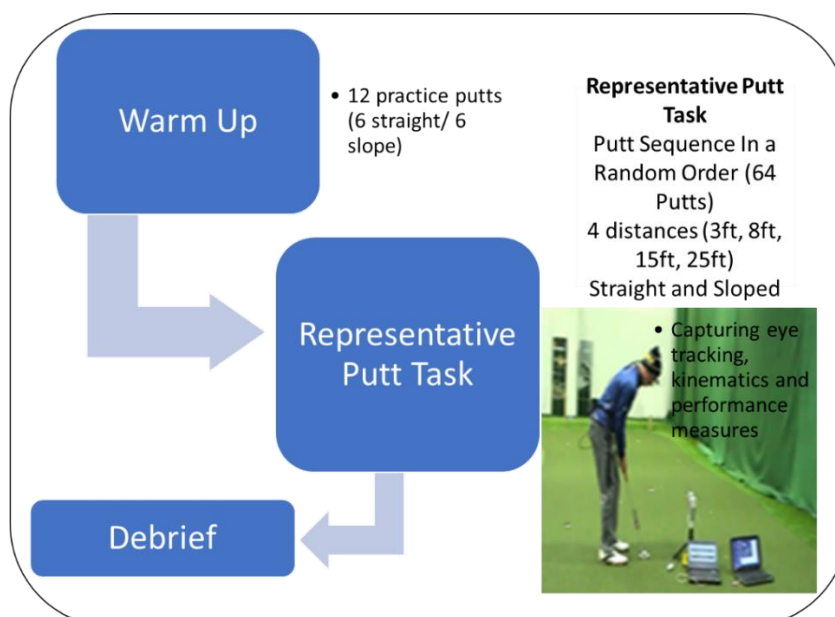 Warm Up
• 12 practice putts
(6 straight/ 6
slope)
Representative Putt
Task
Putt Sequence In a
Random Order (64
Putts)
4 distances (3ft, 8ft,
15ft, 25ft)
Straight and Sloped
Representative
Putt Task
• Capturing eye
tracking,
kinematics and
performance
measures
Debrief